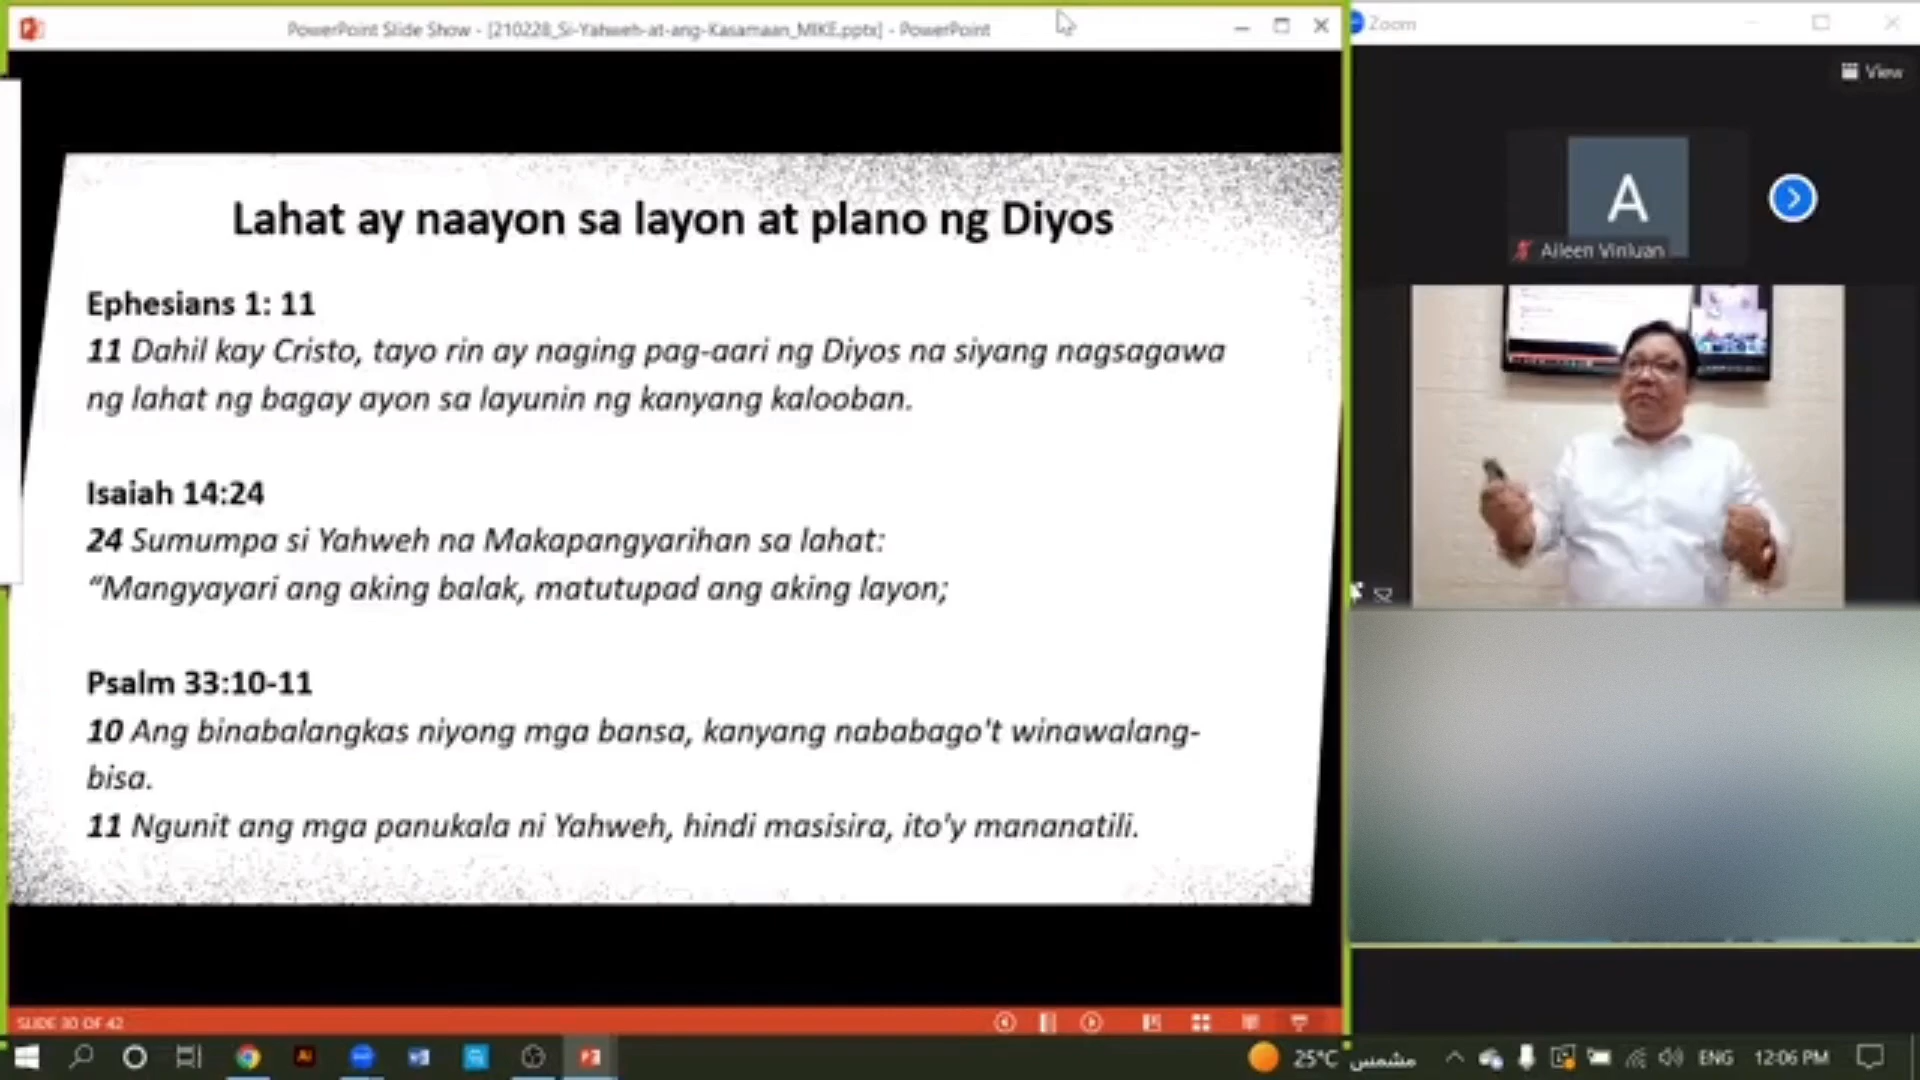 PowerPoint Slide Show - [210228_Si-Yahweh-at-ang-Kasamaan_MIKE.pptx] - PowerPoint
Zoom
View
A
Aileen Vinluan
Lahat ay naayon sa layon at plano ng Diyos
Ephesians 1: 11
11 Dahil kay Cristo, tayo rin ay naging pag-aari ng Diyos na siyang nagsagawa
ng lahat ng bagay ayon sa layunin ng kanyang kalooban.
Isaiah 14:24
24 Sumumpa si Yahweh na Makapangyarihan sa lahat:
“Mangyayari ang aking balak, matutupad ang aking layon;
Psalm 33:10-11
10 Ang binabalangkas niyong mga bansa, kanyang nababago't winawalang-
bisa.
11 Ngunit ang mga panukala ni Yahweh, hindi masisira, ito'y mananatili.
SLIDE 30 OF 42
25°C مشمس
ENG
12:06 PM